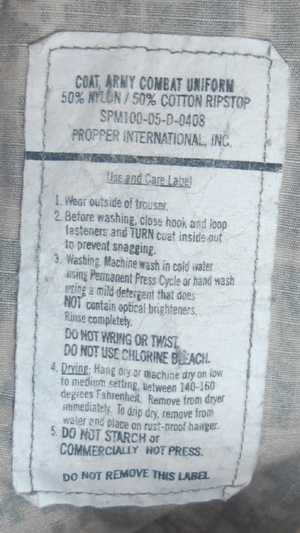 COAT, ARMY COMBAT UNIFORM
50% NYLON / 50% COTTON RIPSTOP
SPM100-05-D-0408
PROPPER INTERNATIONAL, INC.
Use and Care Label
1. Wear outside of trouser.
2. Before washing, close hook and loop
fasteners and TURN coat inside-out
to prevent snagging.
3. Washing: Machine wash in cold water
using Permanent Press Cycle or hand wash
using a mild detergent that does
NOT contain optical brighteners.
Rinse completely.
DO NOT WRING OR TWIST.
DO NOT USE CHLORINE BLEACH.
4. Drying: Hang dry or machine dry on low
to medium setting, between 140-160
degrees Fahrenheit. Remove from dryer
immediately. To drip dry, remove from
water and place on rust-proof hanger.
5. DO NOT STARCH or
COMMERCIALLY HOT PRESS.
DO NOT REMOVE THIS LABEL